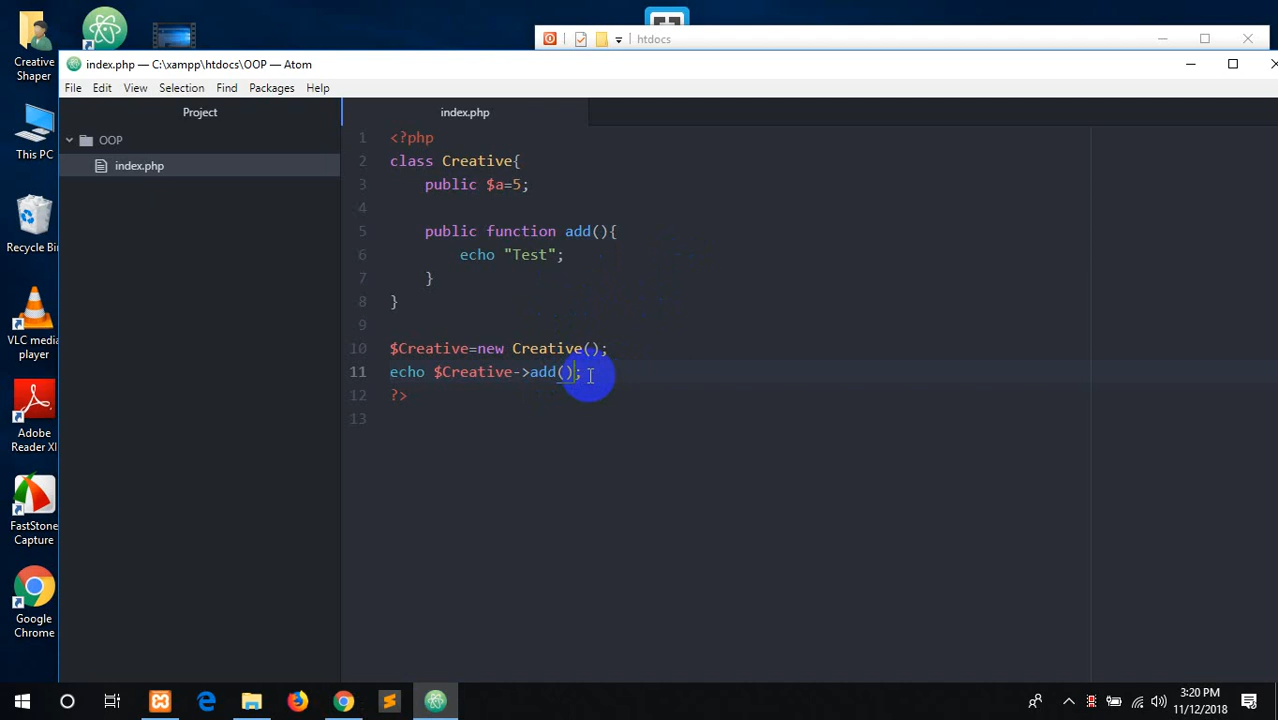 Creative
Shaper
This PC
Recycle Bin
VLC media
player
Adobe
Reader XI
FastStone
Capture
Google
Chrome
htdocs
index.php — C:\xampp\htdocs\OOP — Atom
File Edit View Selection Find Packages Help
Project
OOP
index.php
index.php
1 <?php
2 class Creative{
3 public $a=5;
4
5 public function add(){
6 echo "Test";
7 }
8 }
9
10 $Creative=new Creative();
11 echo $Creative->add();
12 ?>
13
3:20 PM
11/12/2018